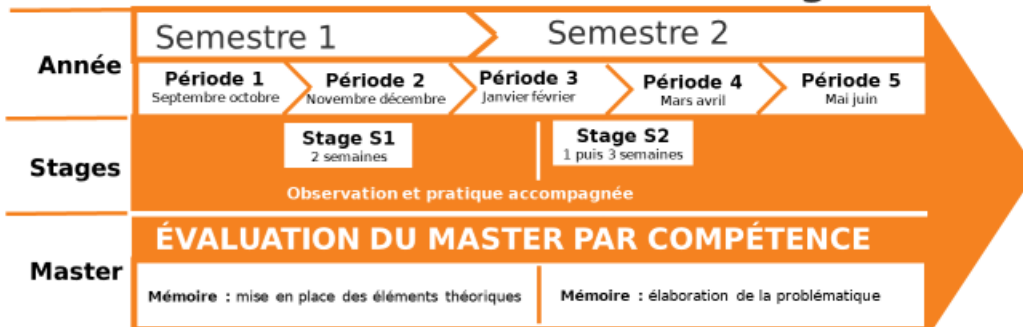 Semestre 1
Semestre 2
Année
Période 1
Septembre octobre
Période 2
Novembre décembre
Période 3
Janvier février
Période 4
Mars avril
Période 5
Mai juin
Stages
Stage S1
2 semaines
Stage S2
1 puis 3 semaines
Observation et pratique accompagnée
Master
ÉVALUATION DU MASTER PAR COMPÉTENCE
Mémoire : mise en place des éléments théoriques
Mémoire : élaboration de la problématique